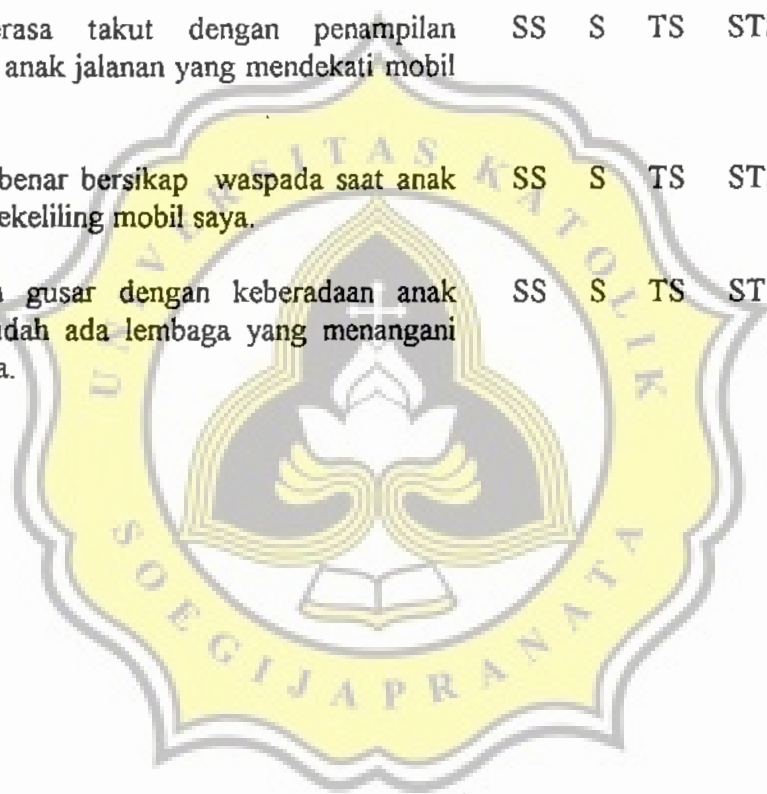 erasa takut dengan penampilan SS S TS ST
anak jalanan yang mendekati mobil
benar bersikap waspada saat anak SS S TS ST
ekeliling mobil saya.
gusar dengan keberadaan anak SS S TS ST
udah ada lembaga yang menangani
a.
UNIVERSITAS KATOLIK
SOEGIJAPRANATA